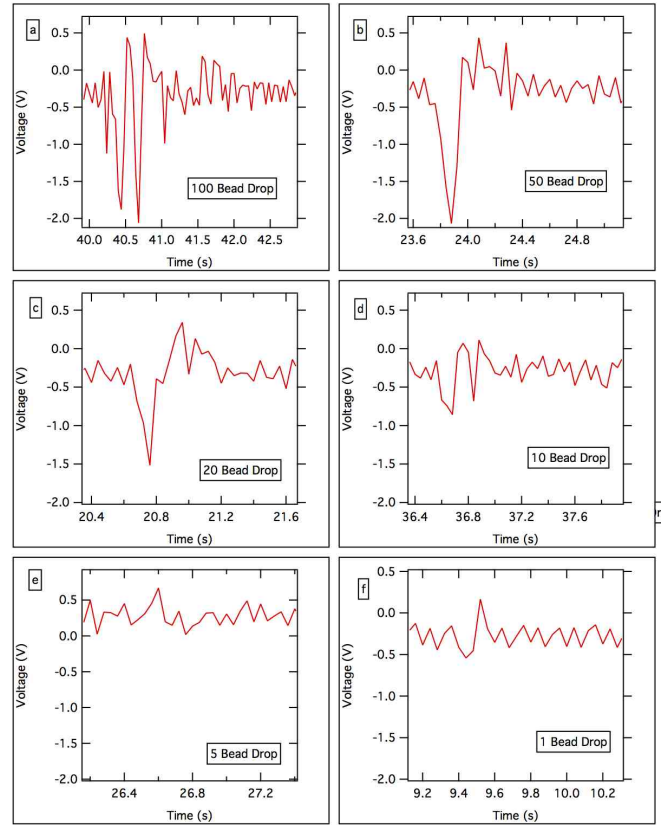 a
0.5
0.0
-0.5
-1.0
-1.5
-2.0
Voltage (V)
100 Bead Drop
40.0 40.5 41.0 41.5 42.0 42.5
Time (s)
b
0.5
0.0
-0.5
-1.0
-1.5
-2.0
Voltage (V)
50 Bead Drop
23.6 24.0 24.4 24.8
Time (s)
c
0.5
0.0
-0.5
-1.0
-1.5
-2.0
Voltage (V)
20 Bead Drop
20.4 20.8 21.2 21.6
Time (s)
d
0.5
0.0
-0.5
-1.0
-1.5
-2.0
Voltage (V)
10 Bead Drop
36.4 36.8 37.2 37.6
Time (s)
e
0.5
0.0
-0.5
-1.0
-1.5
-2.0
Voltage (V)
5 Bead Drop
26.4 26.8 27.2
Time (s)
f
0.0
-0.5
-1.0
-1.5
-2.0
Voltage (V)
1 Bead Drop
9.2 9.4 9.6 9.8 10.0 10.2
Time (s)